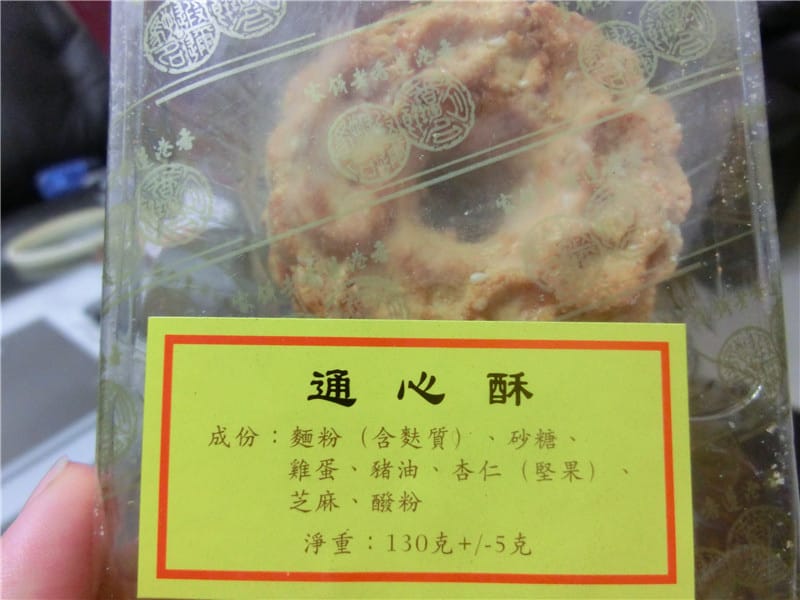 通心酥
成份：麵粉（含麩質）、砂糖、
雞蛋、豬油、杏仁（堅果）、
芝麻、醱粉
淨重：130克+/-5克